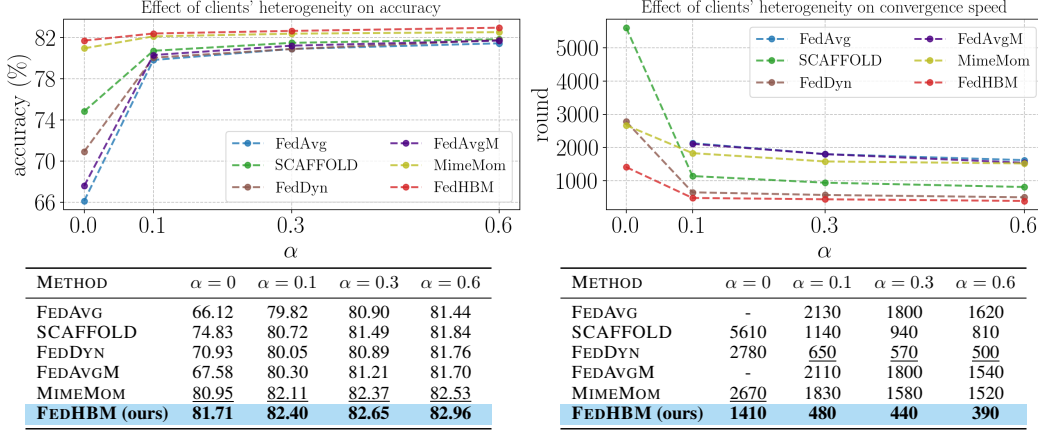 Effect of clients' heterogeneity on accuracy
accuracy (%)
82
78
74
70
66
FedAvg
SCAFFOLD
FedDyn
FedAvgM
MimeMom
FedHBM
0.0 0.1 0.3 0.6
α
Effect of clients' heterogeneity on convergence speed
round
5000
4000
3000
2000
1000
FedAvg
SCAFFOLD
FedDyn
FedAvgM
MimeMom
FedHBM
0.0 0.1 0.3 0.6
α
METHOD α = 0 α = 0.1 α = 0.3 α = 0.6
FEDAVG 66.12 79.82 80.90 81.44
SCAFFOLD 74.83 80.72 81.49 81.84
FEDDYN 70.93 80.05 80.89 81.76
FEDAVGM 67.58 80.30 81.21 81.70
MIMEMOM 80.95 82.11 82.37 82.53
FEDHBM (ours) 81.71 82.40 82.65 82.96
METHOD α = 0 α = 0.1 α = 0.3 α = 0.6
FEDAVG - 2130 1800 1620
SCAFFOLD 5610 1140 940 810
FEDDYN 2780 650 570 500
FEDAVGM - 2110 1800 1540
MIMEMOM 2670 1830 1580 1520
FEDHBM (ours) 1410 480 440 390